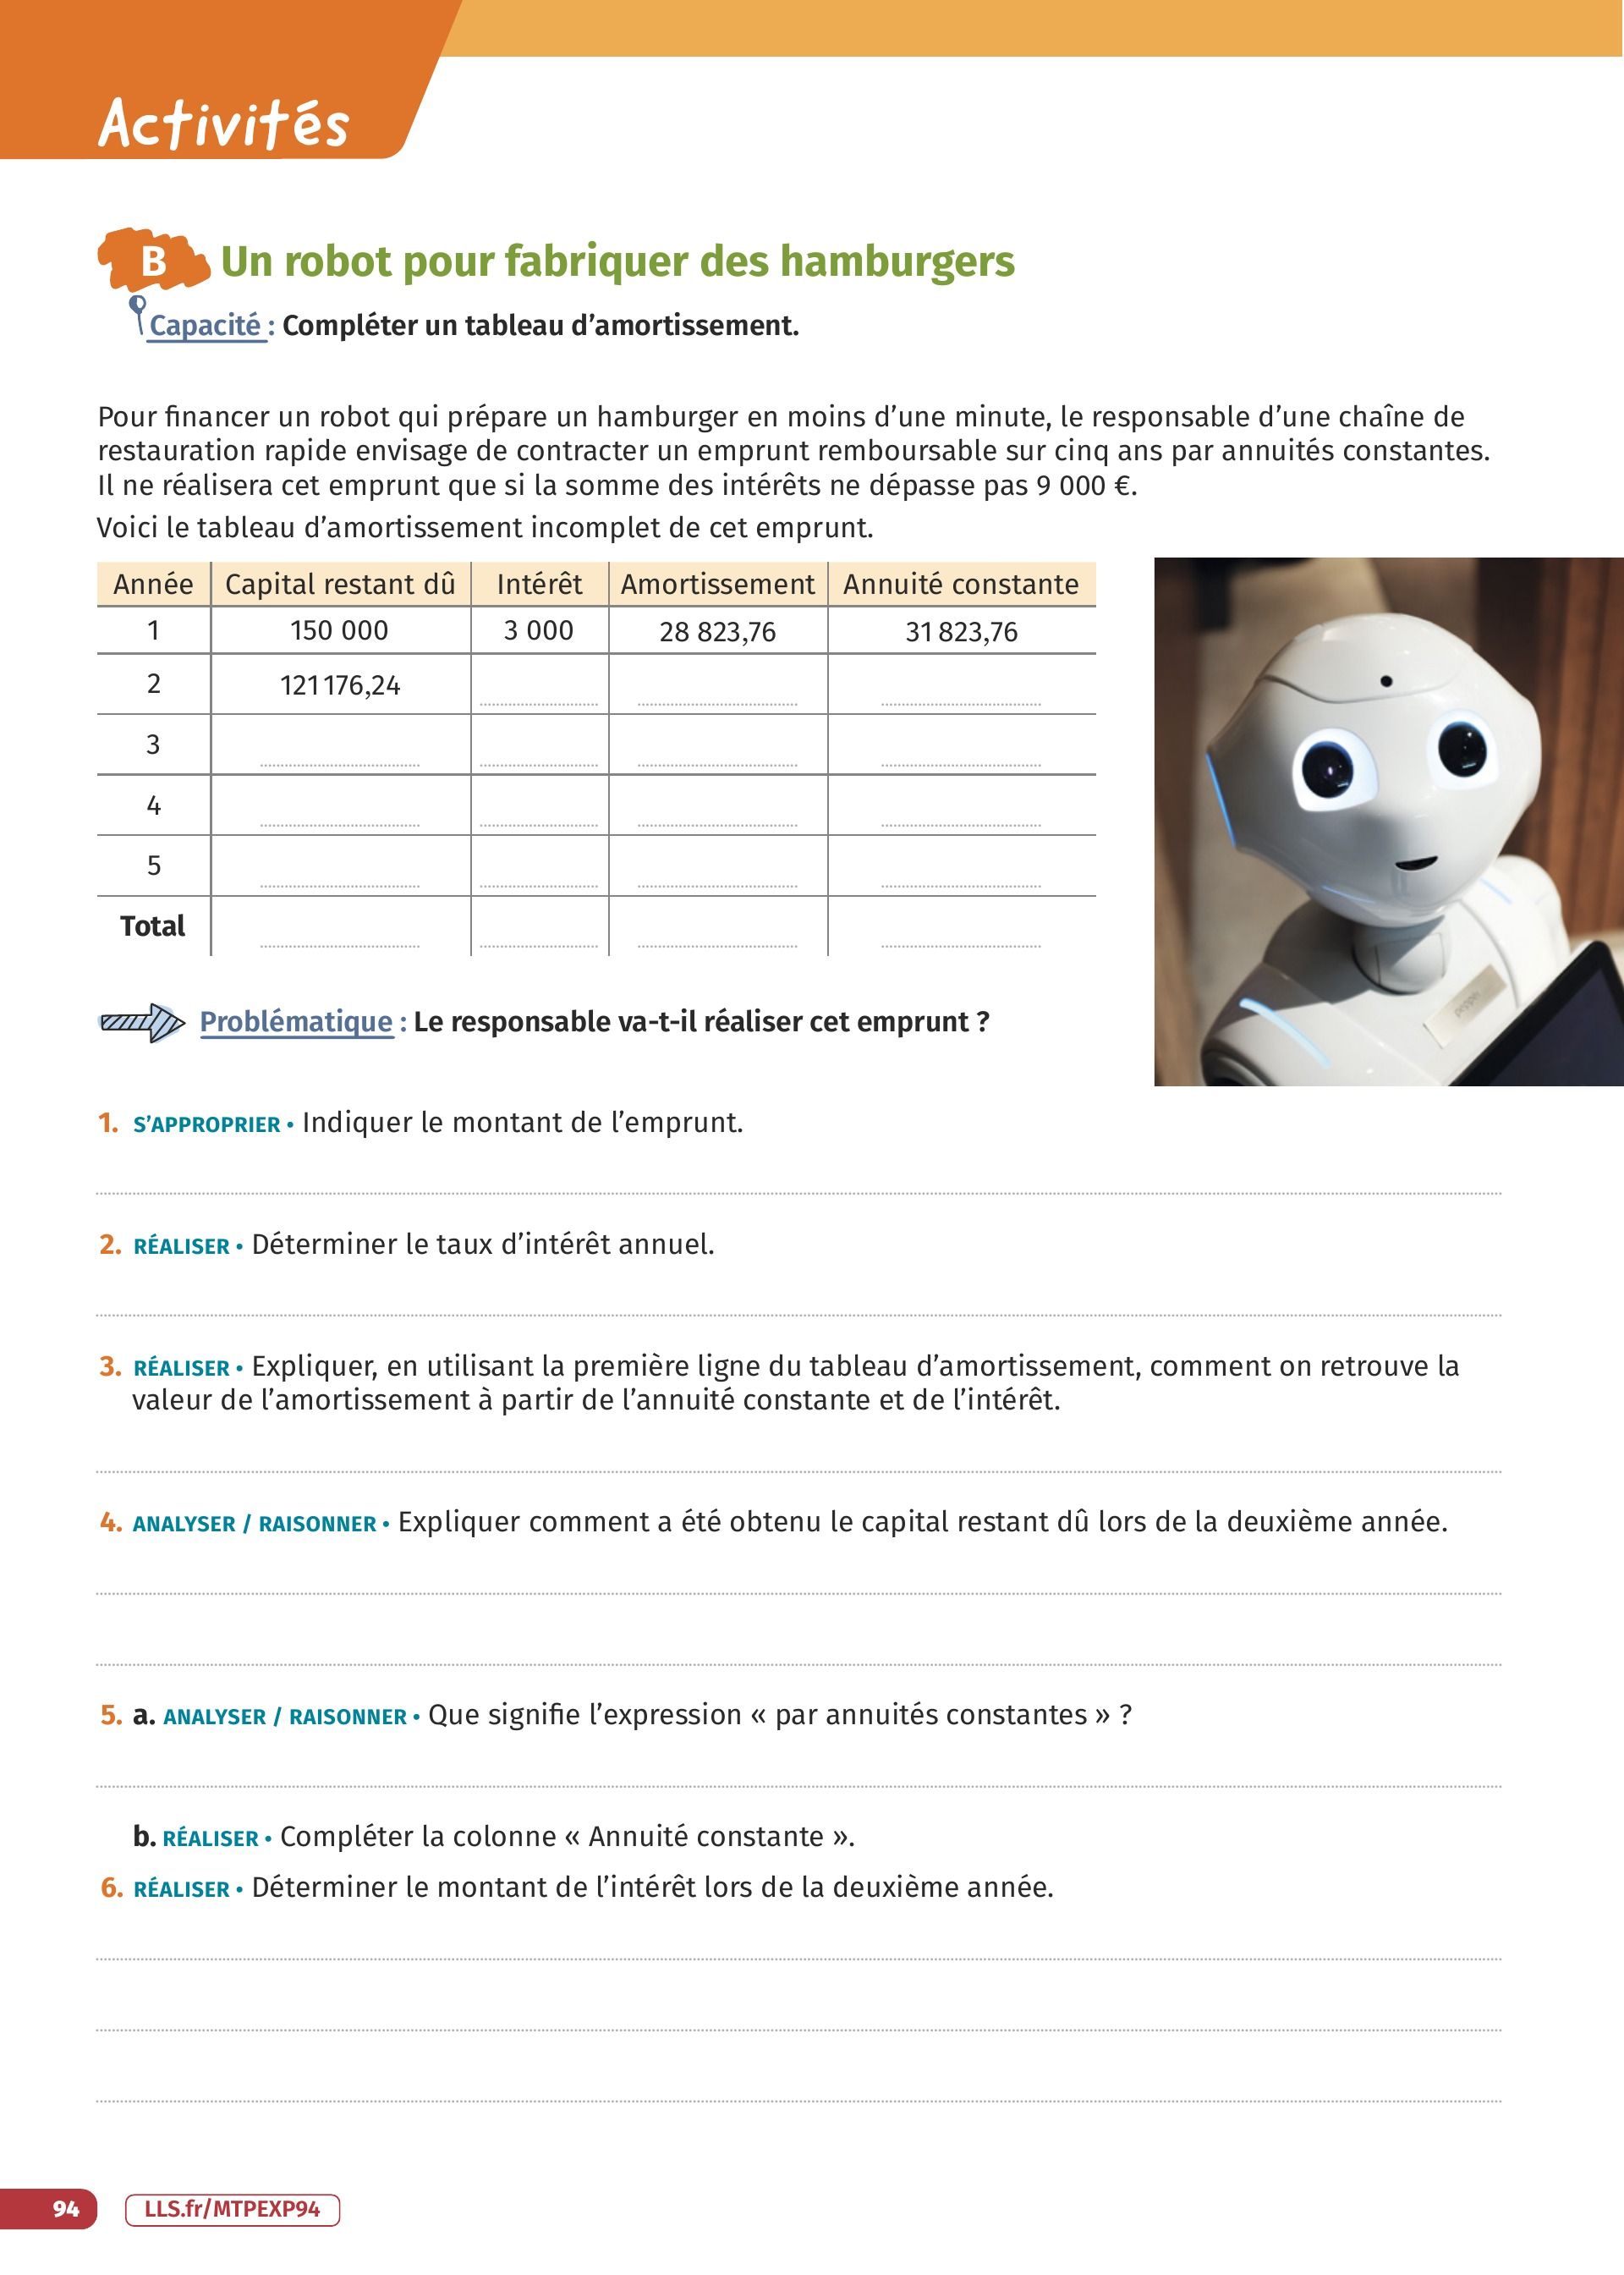 Activités
B Un robot pour fabriquer des hamburgers
Capacité : Compléter un tableau d'amortissement.
Pour financer un robot qui prépare un hamburger en moins d'une minute, le responsable d'une chaîne de
restauration rapide envisage de contracter un emprunt remboursable sur cinq ans par annuités constantes.
Il ne réalisera cet emprunt que si la somme des intérêts ne dépasse pas 9 000 €.
Voici le tableau d'amortissement incomplet de cet emprunt.
Année Capital restant dû Intérêt Amortissement Annuité constante
1 150 000 3 000 28 823,76 31 823,76
2 121 176,24
3
4
5
Total
Problématique : Le responsable va-t-il réaliser cet emprunt ?
1. S'APPROPRIER • Indiquer le montant de l'emprunt.
2. RÉALISER • Déterminer le taux d'intérêt annuel.
3. RÉALISER • Expliquer, en utilisant la première ligne du tableau d'amortissement, comment on retrouve la
valeur de l'amortissement à partir de l'annuité constante et de l'intérêt.
4. ANALYSER / RAISONNER • Expliquer comment a été obtenu le capital restant dû lors de la deuxième année.
5. a. ANALYSER / RAISONNER • Que signifie l'expression « par annuités constantes » ?
b. RÉALISER • Compléter la colonne « Annuité constante ».
6. RÉALISER • Déterminer le montant de l'intérêt lors de la deuxième année.
94 LLS.fr/MTPEXP94